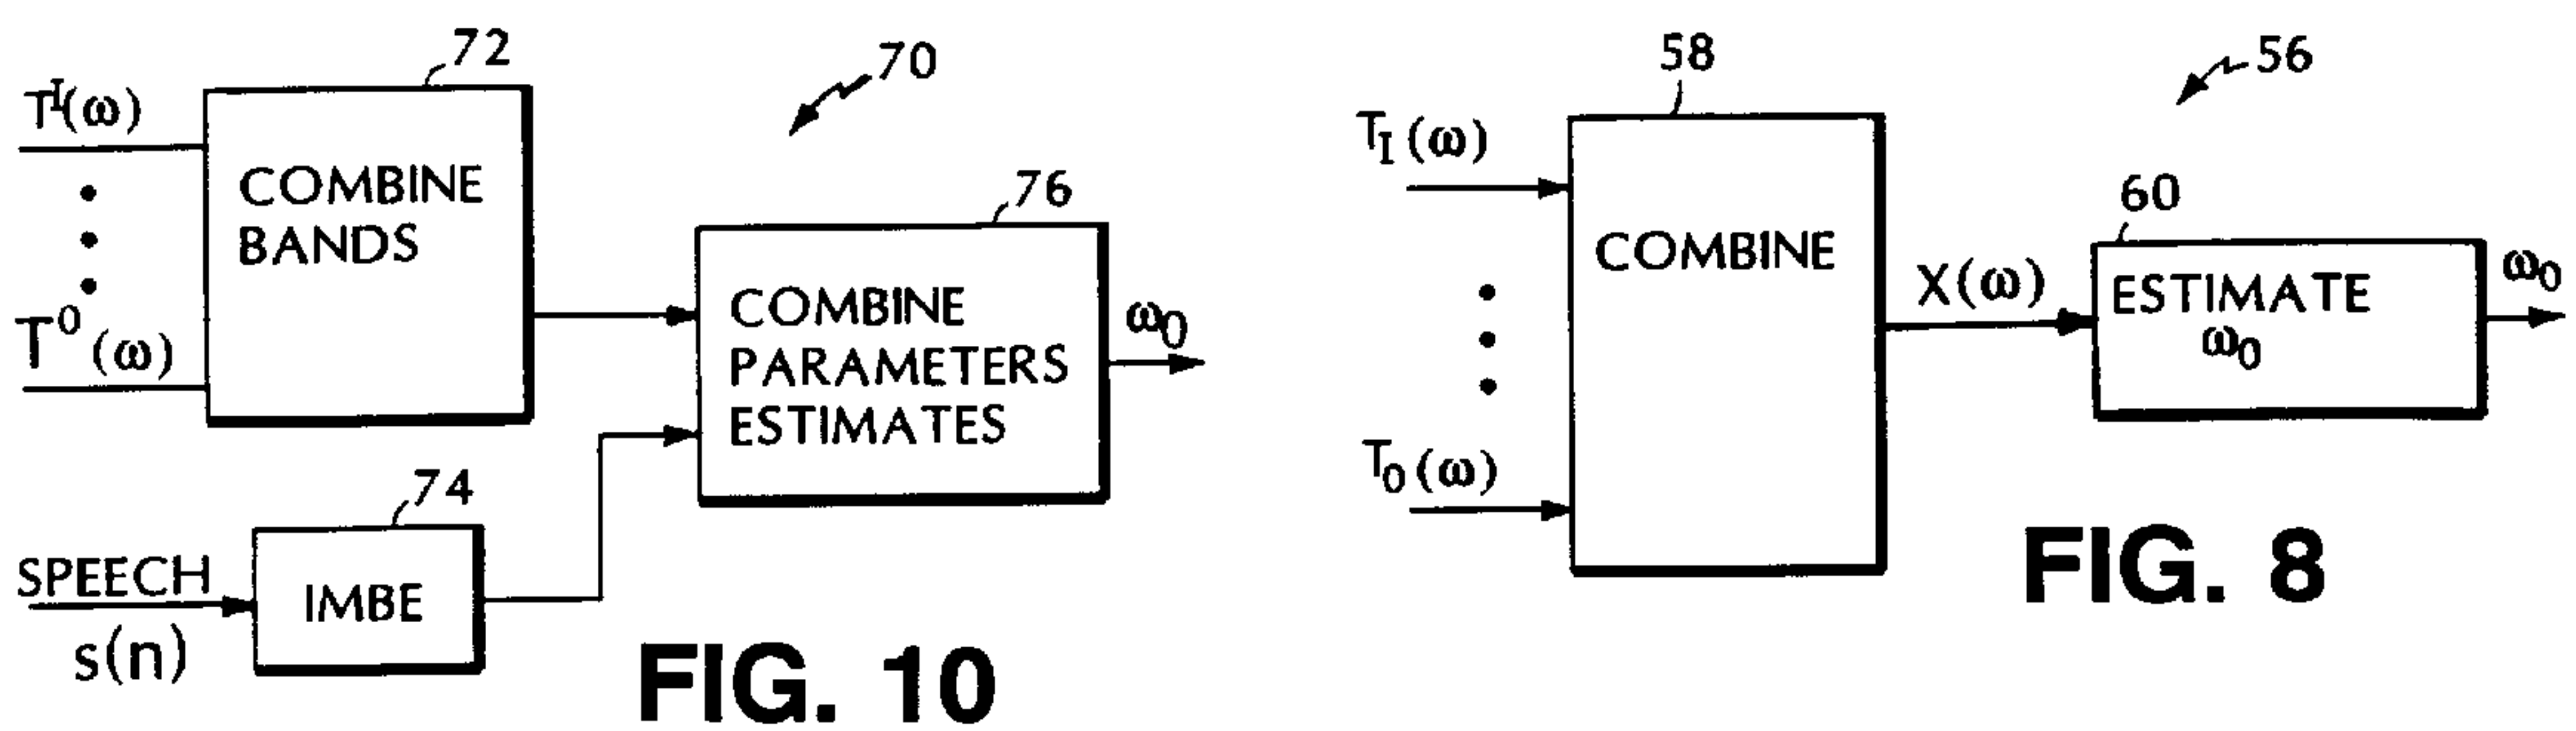 72
T^I(ω)
COMBINE
BANDS
T^0(ω)
70
76
COMBINE
PARAMETERS
ESTIMATES
ω₀
74
SPEECH
s(n)
IMBE
FIG. 10
58
T_I(ω)
COMBINE
T₀(ω)
X(ω)
56
60
ESTIMATE
ω₀
ω₀
FIG. 8